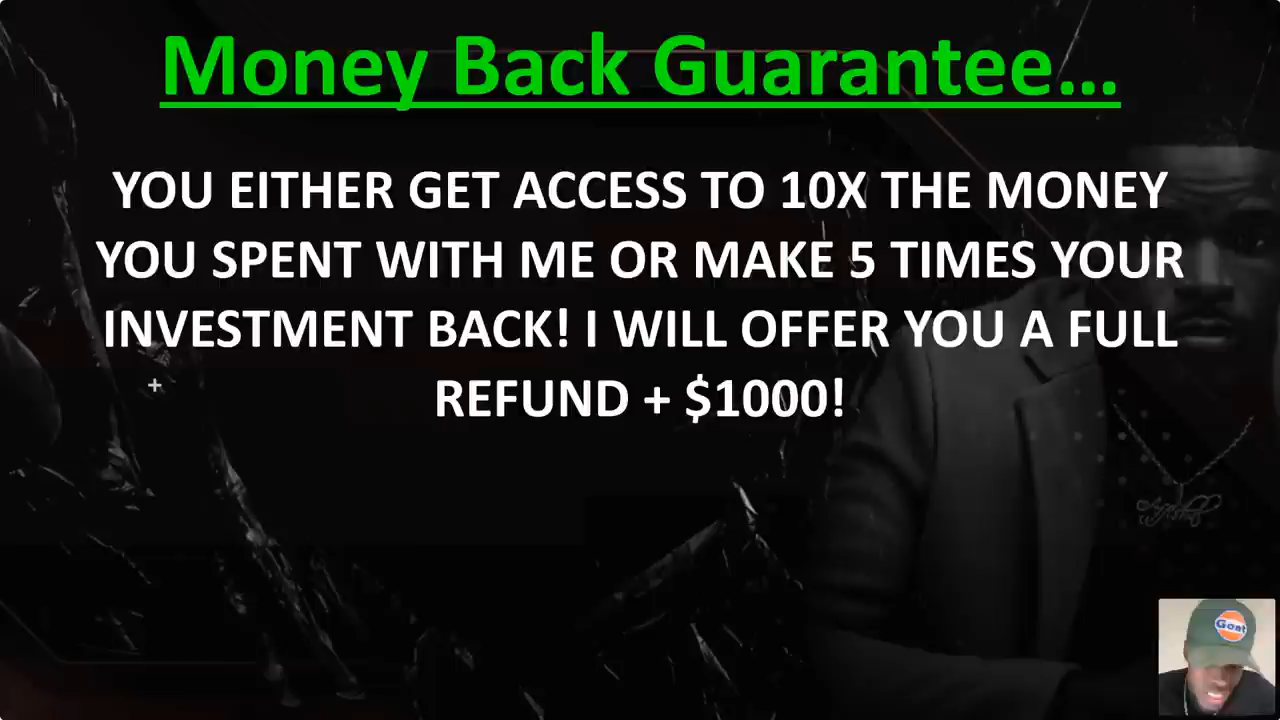 Money Back Guarantee...
YOU EITHER GET ACCESS TO 10X THE MONEY
YOU SPENT WITH ME OR MAKE 5 TIMES YOUR
INVESTMENT BACK! I WILL OFFER YOU A FULL
REFUND + $1000!
Goat